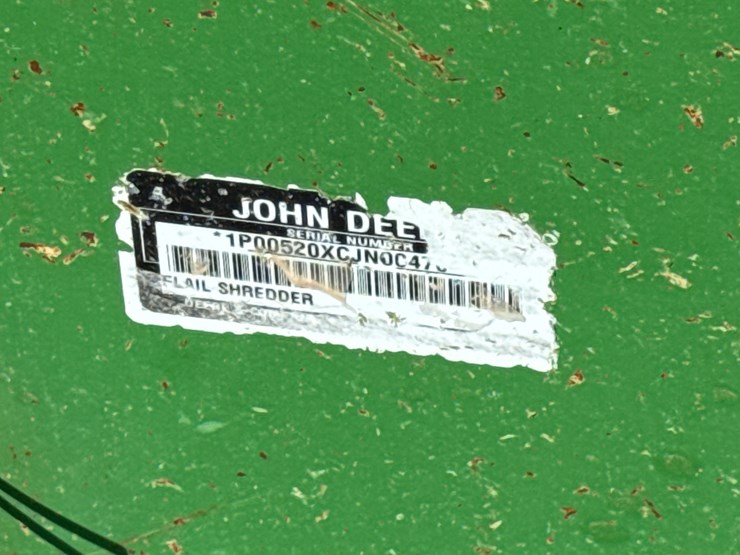 JOHN DEE
SERIAL NUMBER
*1P00520XCJN0C47
FLAIL SHREDDER